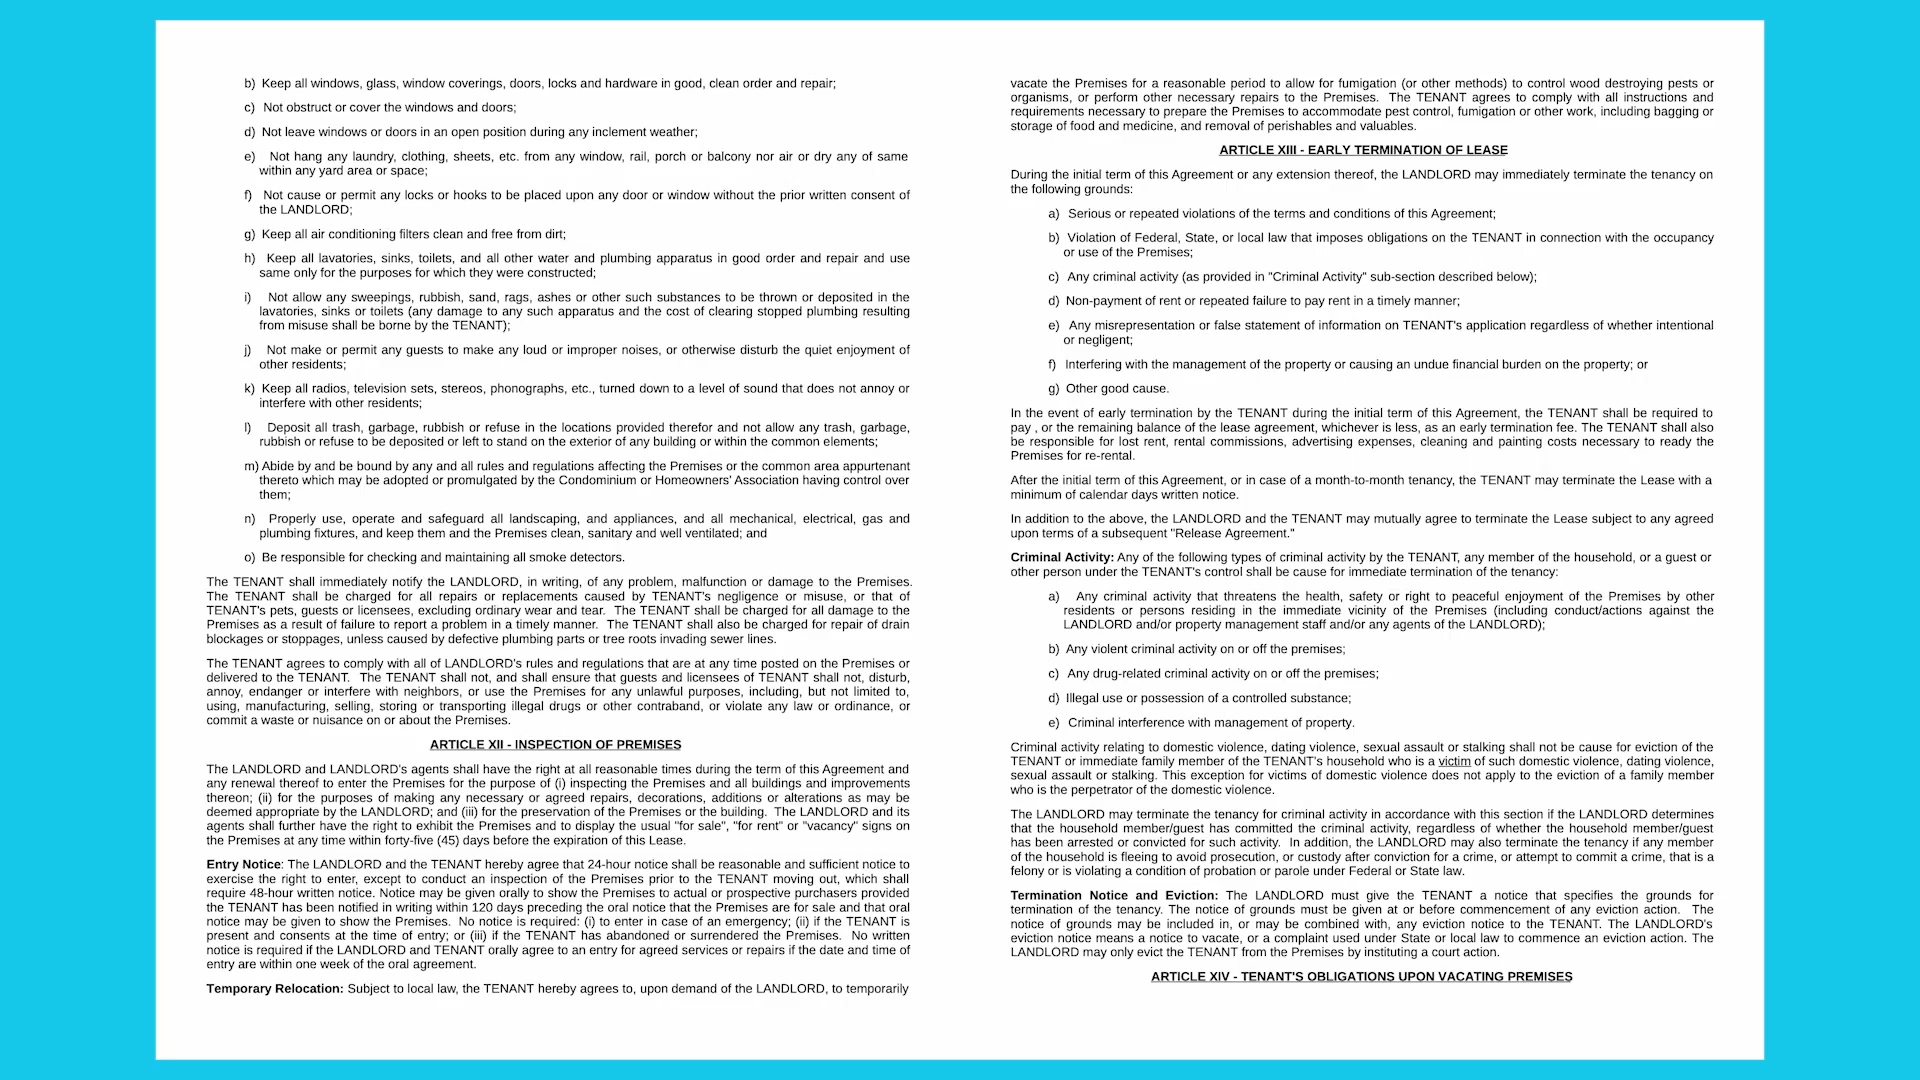 b) Keep all windows, glass, window coverings, doors, locks and hardware in good, clean order and repair;
c) Not obstruct or cover the windows and doors;
d) Not leave windows or doors in an open position during any inclement weather;
e) Not hang any laundry, clothing, sheets, etc. from any window, rail, porch or balcony nor air or dry any of same
within any yard area or space;
f) Not cause or permit any locks or hooks to be placed upon any door or window without the prior written consent of
the LANDLORD;
g) Keep all air conditioning filters clean and free from dirt;
h) Keep all lavatories, sinks, toilets, and all other water and plumbing apparatus in good order and repair and use
same only for the purposes for which they were constructed;
i) Not allow any sweepings, rubbish, sand, rags, ashes or other such substances to be thrown or deposited in the
lavatories, sinks or toilets (any damage to any such apparatus and the cost of clearing stopped plumbing resulting
from misuse shall be borne by the TENANT);
j) Not make or permit any guests to make any loud or improper noises, or otherwise disturb the quiet enjoyment of
other residents;
k) Keep all radios, television sets, stereos, phonographs, etc., turned down to a level of sound that does not annoy or
interfere with other residents;
l) Deposit all trash, garbage, rubbish or refuse in the locations provided therefor and not allow any trash, garbage,
rubbish or refuse to be deposited or left to stand on the exterior of any building or within the common elements;
m) Abide by and be bound by any and all rules and regulations affecting the Premises or the common area appurtenant
thereto which may be adopted or promulgated by the Condominium or Homeowners' Association having control over
them;
n) Properly use, operate and safeguard all landscaping, and appliances, and all mechanical, electrical, gas and
plumbing fixtures, and keep them and the Premises clean, sanitary and well ventilated; and
o) Be responsible for checking and maintaining all smoke detectors.
The TENANT shall immediately notify the LANDLORD, in writing, of any problem, malfunction or damage to the Premises.
The TENANT shall be charged for all repairs or replacements caused by TENANT's negligence or misuse, or that of
TENANT's pets, guests or licensees, excluding ordinary wear and tear. The TENANT shall be charged for all damage to the
Premises as a result of failure to report a problem in a timely manner. The TENANT shall also be charged for repair of drain
blockages or stoppages, unless caused by defective plumbing parts or tree roots invading sewer lines.
The TENANT agrees to comply with all of LANDLORD's rules and regulations that are at any time posted on the Premises or
delivered to the TENANT. The TENANT shall not, and shall ensure that guests and licensees of TENANT shall not, disturb,
annoy, endanger or interfere with neighbors, or use the Premises for any unlawful purposes, including, but not limited to,
using, manufacturing, selling, storing or transporting illegal drugs or other contraband, or violate any law or ordinance, or
commit a waste or nuisance on or about the Premises.
ARTICLE XII - INSPECTION OF PREMISES
The LANDLORD and LANDLORD's agents shall have the right at all reasonable times during the term of this Agreement and
any renewal thereof to enter the Premises for the purpose of (i) inspecting the Premises and all buildings and improvements
thereon; (ii) for the purposes of making any necessary or agreed repairs, decorations, additions or alterations as may be
deemed appropriate by the LANDLORD; and (iii) for the preservation of the Premises or the building. The LANDLORD and its
agents shall further have the right to exhibit the Premises and to display the usual "for sale", "for rent" or "vacancy" signs on
the Premises at any time within forty-five (45) days before the expiration of this Lease.
Entry Notice: The LANDLORD and the TENANT hereby agree that 24-hour notice shall be reasonable and sufficient notice to
exercise the right to enter, except to conduct an inspection of the Premises prior to the TENANT moving out, which shall
require 48-hour written notice. Notice may be given orally to show the Premises to actual or prospective purchasers provided
the TENANT has been notified in writing within 120 days preceding the oral notice that the Premises are for sale and that oral
notice may be given to show the Premises. No notice is required: (i) to enter in case of an emergency; (ii) if the TENANT is
present and consents at the time of entry; or (iii) if the TENANT has abandoned or surrendered the Premises. No written
notice is required if the LANDLORD and TENANT orally agree to an entry for agreed services or repairs if the date and time of
entry are within one week of the oral agreement.
Temporary Relocation: Subject to local law, the TENANT hereby agrees to, upon demand of the LANDLORD, to temporarily
vacate the Premises for a reasonable period to allow for fumigation (or other methods) to control wood destroying pests or
organisms, or perform other necessary repairs to the Premises. The TENANT agrees to comply with all instructions and
requirements necessary to prepare the Premises to accommodate pest control, fumigation or other work, including bagging or
storage of food and medicine, and removal of perishables and valuables.
ARTICLE XIII - EARLY TERMINATION OF LEASE
During the initial term of this Agreement or any extension thereof, the LANDLORD may immediately terminate the tenancy on
the following grounds:
a) Serious or repeated violations of the terms and conditions of this Agreement;
b) Violation of Federal, State, or local law that imposes obligations on the TENANT in connection with the occupancy
or use of the Premises;
c) Any criminal activity (as provided in "Criminal Activity" sub-section described below);
d) Non-payment of rent or repeated failure to pay rent in a timely manner;
e) Any misrepresentation or false statement of information on TENANT's application regardless of whether intentional
or negligent;
f) Interfering with the management of the property or causing an undue financial burden on the property; or
g) Other good cause.
In the event of early termination by the TENANT during the initial term of this Agreement, the TENANT shall be required to
pay , or the remaining balance of the lease agreement, whichever is less, as an early termination fee. The TENANT shall also
be responsible for lost rent, rental commissions, advertising expenses, cleaning and painting costs necessary to ready the
Premises for re-rental.
After the initial term of this Agreement, or in case of a month-to-month tenancy, the TENANT may terminate the Lease with a
minimum of calendar days written notice.
In addition to the above, the LANDLORD and the TENANT may mutually agree to terminate the Lease subject to any agreed
upon terms of a subsequent "Release Agreement."
Criminal Activity: Any of the following types of criminal activity by the TENANT, any member of the household, or a guest or
other person under the TENANT's control shall be cause for immediate termination of the tenancy:
a) Any criminal activity that threatens the health, safety or right to peaceful enjoyment of the Premises by other
residents or persons residing in the immediate vicinity of the Premises (including conduct/actions against the
LANDLORD and/or property management staff and/or any agents of the LANDLORD);
b) Any violent criminal activity on or off the premises;
c) Any drug-related criminal activity on or off the premises;
d) Illegal use or possession of a controlled substance;
e) Criminal interference with management of property.
Criminal activity relating to domestic violence, dating violence, sexual assault or stalking shall not be cause for eviction of the
TENANT or immediate family member of the TENANT's household who is a victim of such domestic violence, dating violence,
sexual assault or stalking. This exception for victims of domestic violence does not apply to the eviction of a family member
who is the perpetrator of the domestic violence.
The LANDLORD may terminate the tenancy for criminal activity in accordance with this section if the LANDLORD determines
that the household member/guest has committed the criminal activity, regardless of whether the household member/guest
has been arrested or convicted for such activity. In addition, the LANDLORD may also terminate the tenancy if any member
of the household is fleeing to avoid prosecution, or custody after conviction for a crime, or attempt to commit a crime, that is a
felony or is violating a condition of probation or parole under Federal or State law.
Termination Notice and Eviction: The LANDLORD must give the TENANT a notice that specifies the grounds for
termination of the tenancy. The notice of grounds must be given at or before commencement of any eviction action. The
notice of grounds may be included in, or may be combined with, any eviction notice to the TENANT. The LANDLORD's
eviction notice means a notice to vacate, or a complaint used under State or local law to commence an eviction action. The
LANDLORD may only evict the TENANT from the Premises by instituting a court action.
ARTICLE XIV - TENANT'S OBLIGATIONS UPON VACATING PREMISES